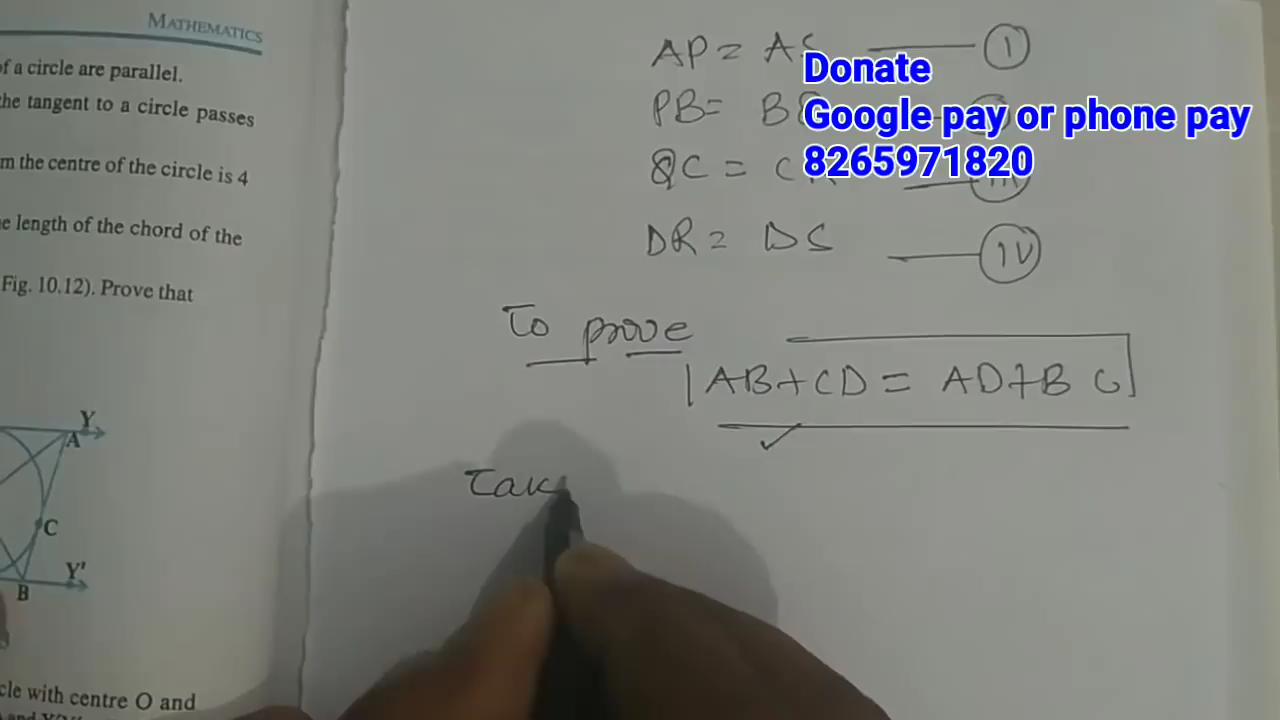 MATHEMATICS
of a circle are parallel.
the tangent to a circle passes
m the centre of the circle is 4
e length of the chord of the
Fig. 10.12). Prove that
Y
A
C
Y'
B
cle with centre O and
AP = AS — I
PB =
QC =
DR = DS — IV
Donate
Google pay or phone pay
8265971820
To prove
AB+CD = AD+BC
Tak